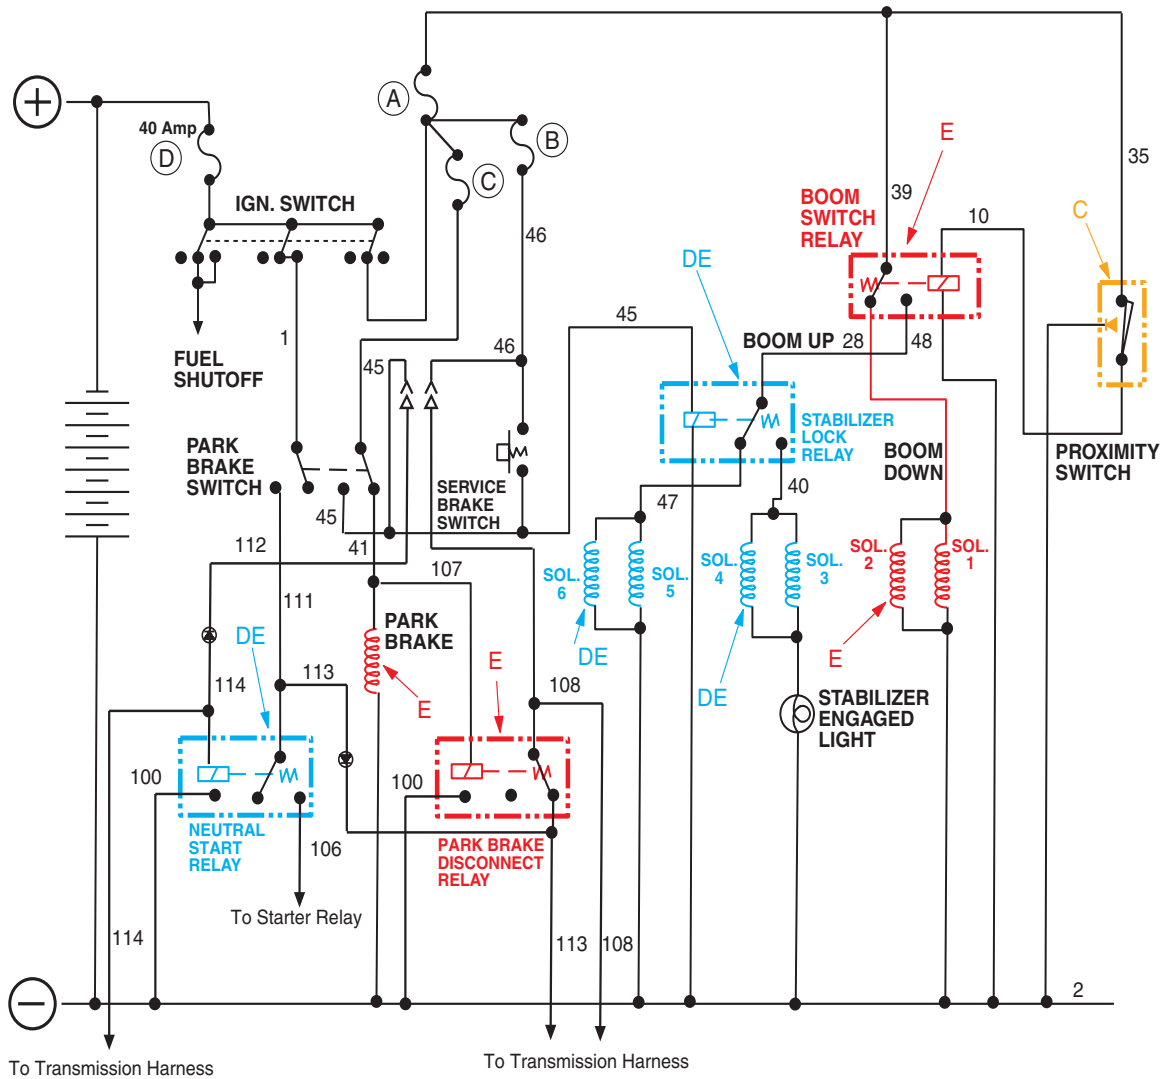 A
40 Amp
D
B
C
IGN. SWITCH
46
39
35
E
BOOM
SWITCH
RELAY
10
C
DE
1
45
BOOM UP
28
48
FUEL
SHUTOFF
45
46
STABILIZER
LOCK
RELAY
BOOM
DOWN
PROXIMITY
SWITCH
PARK
BRAKE
SWITCH
45
SERVICE
BRAKE
SWITCH
47
40
112
41
107
SOL.
6
SOL.
5
SOL.
4
SOL.
3
SOL.
2
SOL.
1
111
PARK
BRAKE
DE
DE
DE
E
113
E
E
114
108
STABILIZER
ENGAGED
LIGHT
100
100
NEUTRAL
START
RELAY
106
PARK BRAKE
DISCONNECT
RELAY
To Starter Relay
114
113
108
2
To Transmission Harness
To Transmission Harness